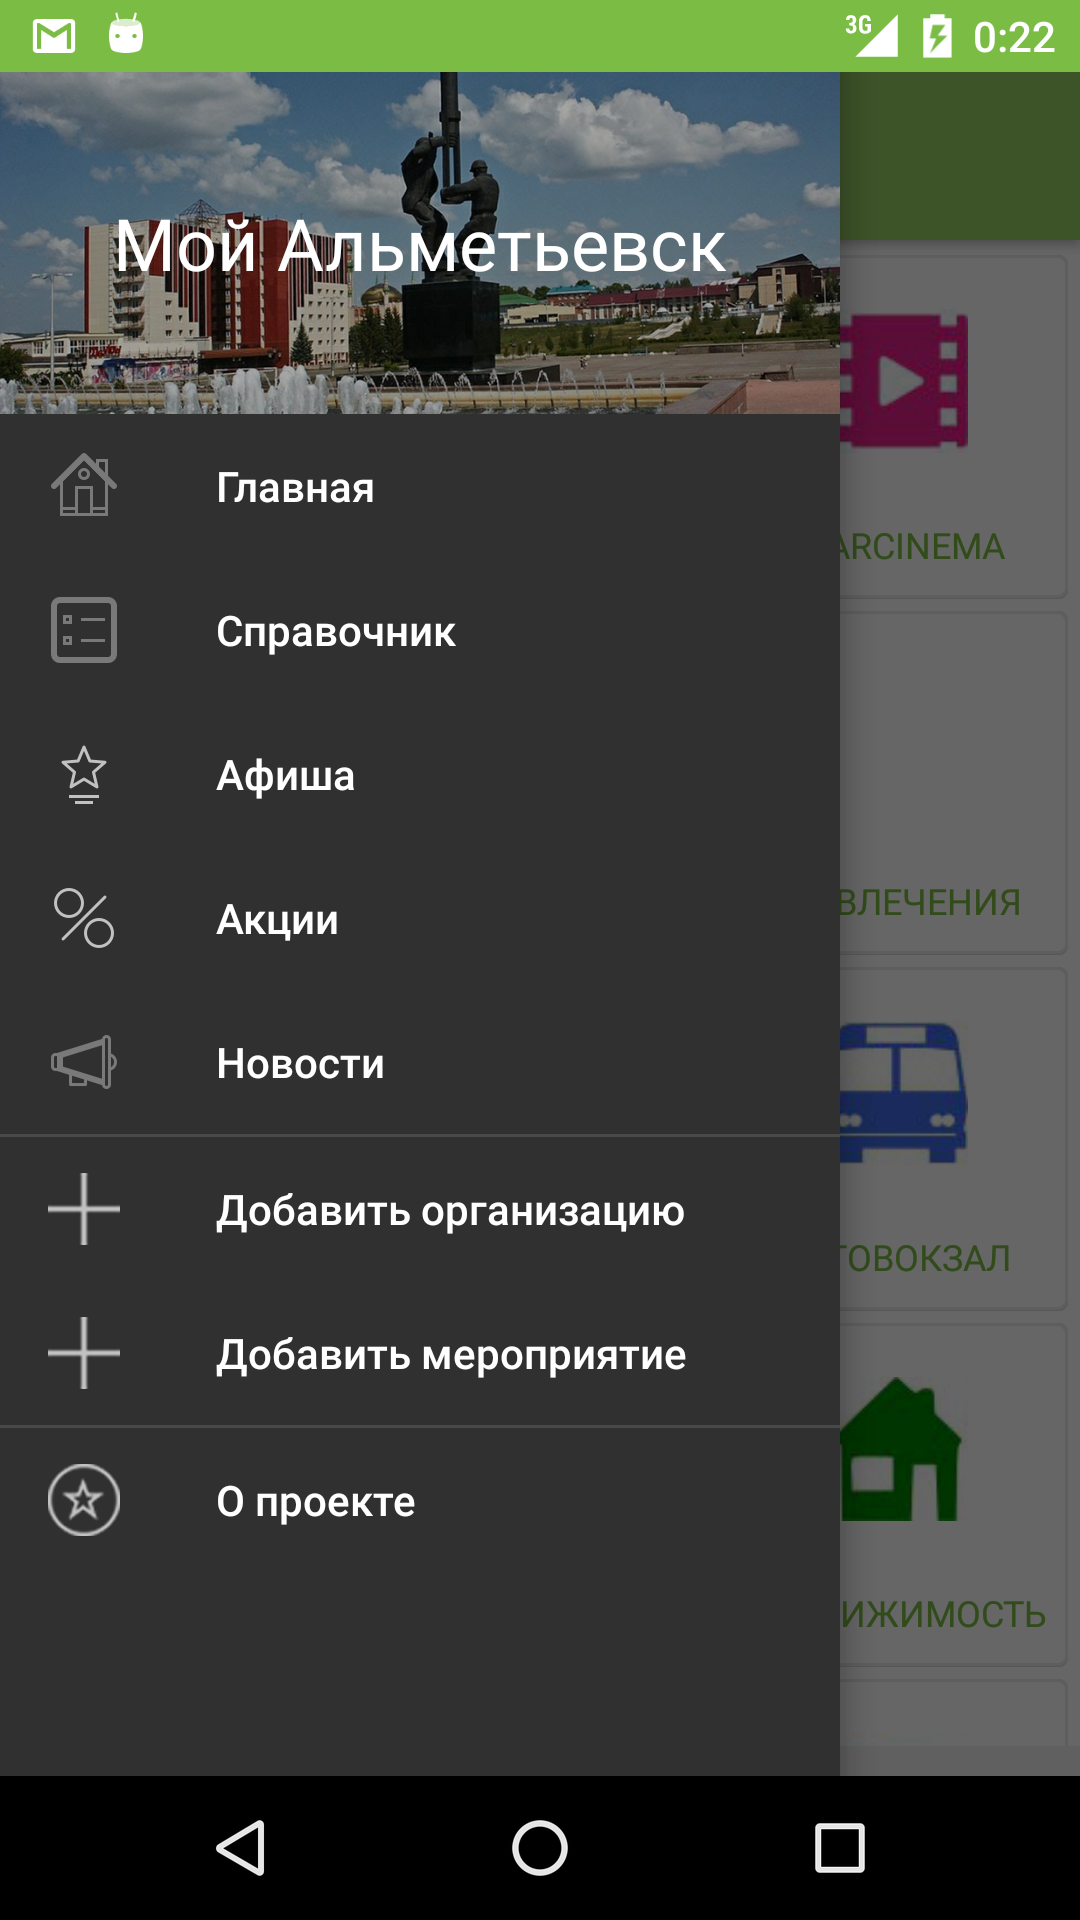 3G 0:22
Мой Альметьевск
Главная
ARCINEMA
Справочник
Афиша
ВЛЕЧЕНИЯ
Акции
Новости
Добавить организацию
ТОВОКЗАЛ
Добавить мероприятие
О проекте
ИЖИМОСТЬ